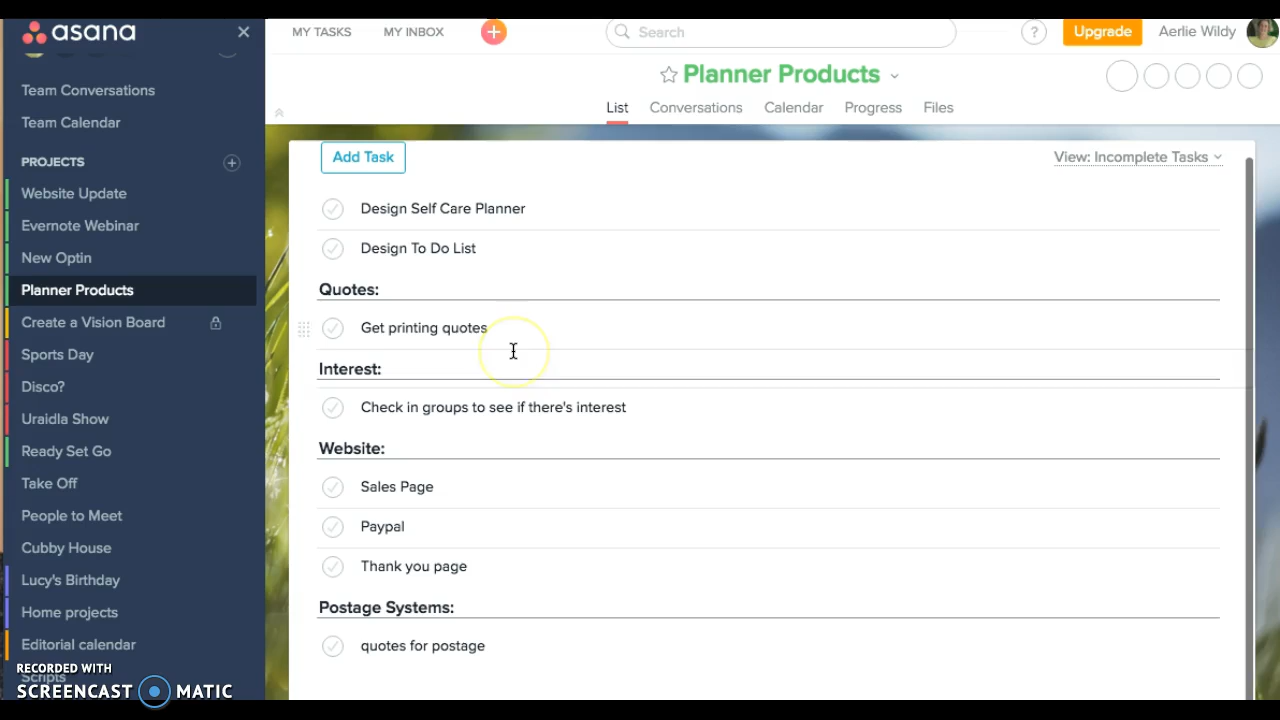 asana
MY TASKS
MY INBOX
Search
?
Upgrade
Aerlie Wildy
Planner Products
List
Conversations
Calendar
Progress
Files
Team Conversations
Team Calendar
PROJECTS
Website Update
Evernote Webinar
New Optin
Planner Products
Create a Vision Board
Sports Day
Disco?
Uraidla Show
Ready Set Go
Take Off
People to Meet
Cubby House
Lucy's Birthday
Home projects
Editorial calendar
Scripts
Add Task
View: Incomplete Tasks
Design Self Care Planner
Design To Do List
Quotes:
Get printing quotes
Interest:
Check in groups to see if there's interest
Website:
Sales Page
Paypal
Thank you page
Postage Systems:
quotes for postage
RECORDED WITH
SCREENCAST MATIC